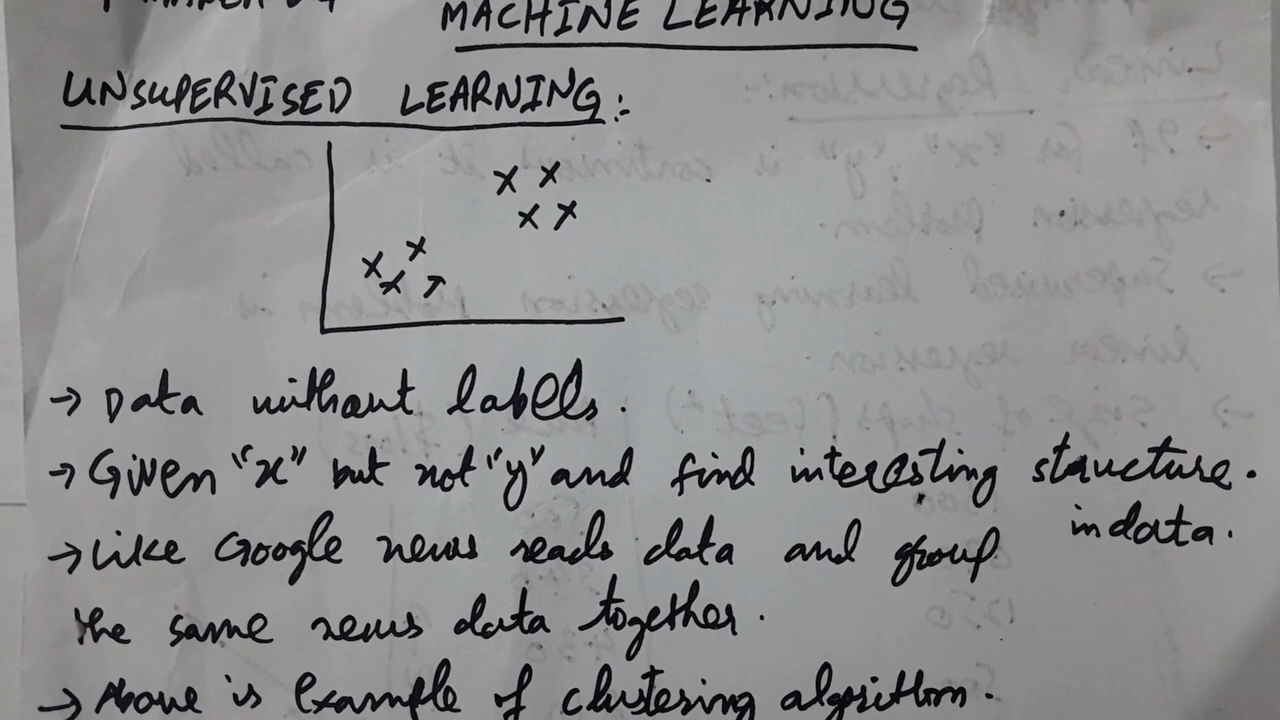 MACHINE LEARNING
UNSUPERVISED LEARNING:-
→ Data without labels.
→ Given "x" but not "y" and find interesting structure.
in data.
→ Like Google news reads data and group
the same news data together.
→ Above is Example of clustering algorithm.